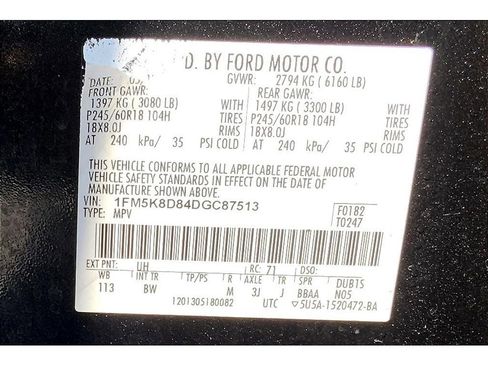 D. BY FORD MOTOR CO.
DATE: GVWR: 2794 KG ( 6160 LB)
FRONT GAWR: REAR GAWR:
1397 KG ( 3080 LB) WITH 1497 KG ( 3300 LB) WITH
P245/60R18 104H TIRES P245/60R18 104H TIRES
18X8.0J RIMS 18X8.0J RIMS
AT 240 kPa/ 35 PSI COLD AT 240 kPa/ 35 PSI COLD
THIS VEHICLE CONFORMS TO ALL APPLICABLE FEDERAL MOTOR
VEHICLE SAFETY AND THEFT PREVENTION STANDARDS IN
EFFECT ON THE DATE OF MANUFACTURE SHOWN ABOVE.
VIN: 1FM5K8D84DGC87513 F0182
TYPE: MPV T0247
EXT PNT: UH RC: 71 DSO:
WB INT TR TP/PS R AXLE TR SPR DUB1S
113 BW M 3J J BBAA N05
1201305180082 UTC ▽5U5A-1520472-BA